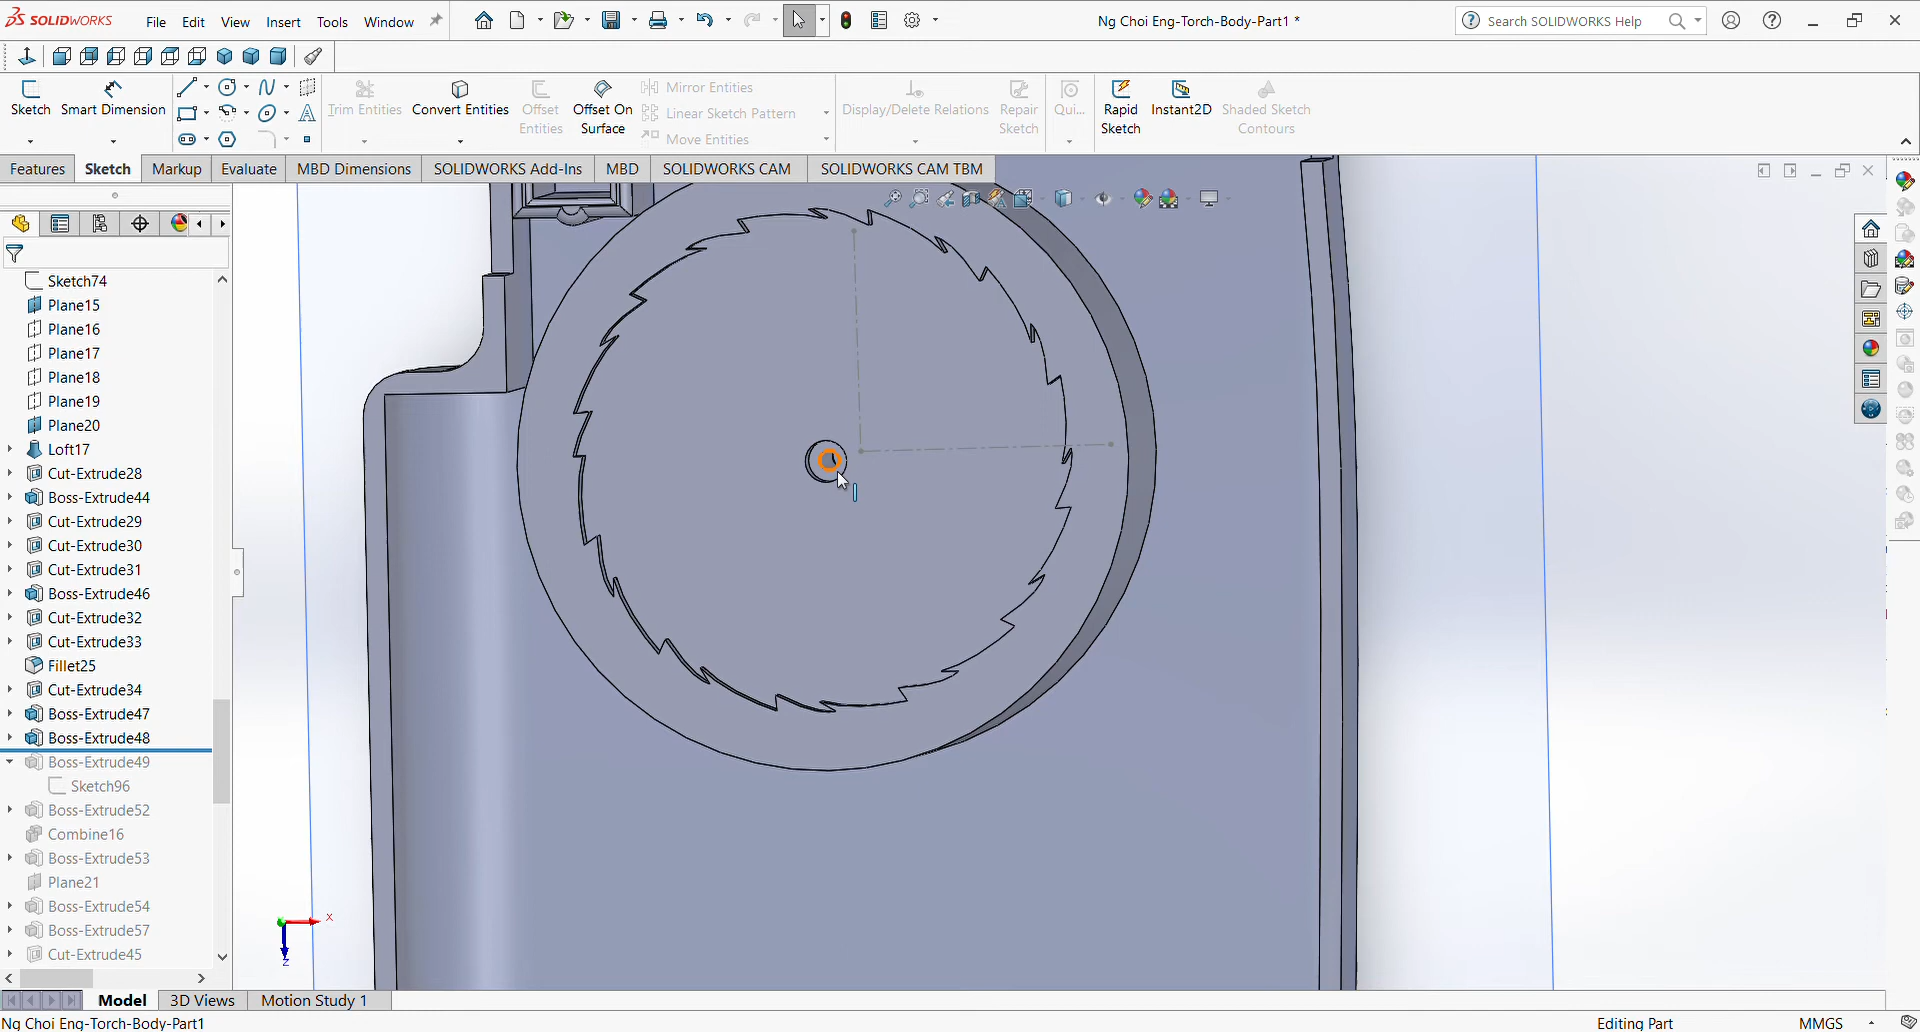 SOLIDWORKS File Edit View Insert Tools Window Ng Choi Eng-Torch-Body-Part1 * Search SOLIDWORKS Help
Sketch Smart Dimension Trim Entities Convert Entities Offset Entities Offset On Surface Mirror Entities Linear Sketch Pattern Move Entities Display/Delete Relations Repair Sketch Qui... Rapid Sketch Instant2D Shaded Sketch Contours
Features Sketch Markup Evaluate MBD Dimensions SOLIDWORKS Add-Ins MBD SOLIDWORKS CAM SOLIDWORKS CAM TBM
Sketch74
Plane15
Plane16
Plane17
Plane18
Plane19
Plane20
Loft17
Cut-Extrude28
Boss-Extrude44
Cut-Extrude29
Cut-Extrude30
Cut-Extrude31
Boss-Extrude46
Cut-Extrude32
Cut-Extrude33
Fillet25
Cut-Extrude34
Boss-Extrude47
Boss-Extrude48
Boss-Extrude49
Sketch96
Boss-Extrude52
Combine16
Boss-Extrude53
Plane21
Boss-Extrude54
Boss-Extrude57
Cut-Extrude45
X
Z
Model 3D Views Motion Study 1
Ng Choi Eng-Torch-Body-Part1 Editing Part MMGS